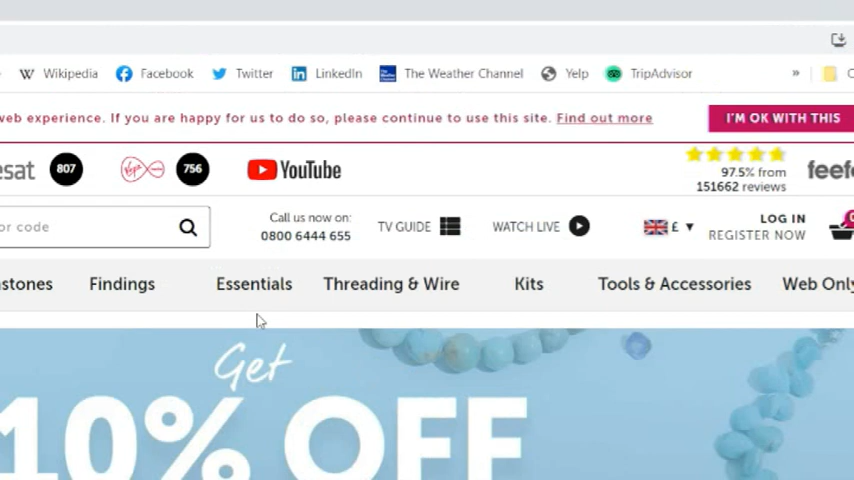 Wikipedia Facebook Twitter LinkedIn The Weather Channel Yelp TripAdvisor »
web experience. If you are happy for us to do so, please continue to use this site. Find out more I'M OK WITH THIS
esat 807 Virgin 756 YouTube 97.5% from feefo
151662 reviews
or code Call us now on: TV GUIDE WATCH LIVE £ LOG IN
0800 6444 655 REGISTER NOW
stones Findings Essentials Threading & Wire Kits Tools & Accessories Web Only
Get
10% OFF